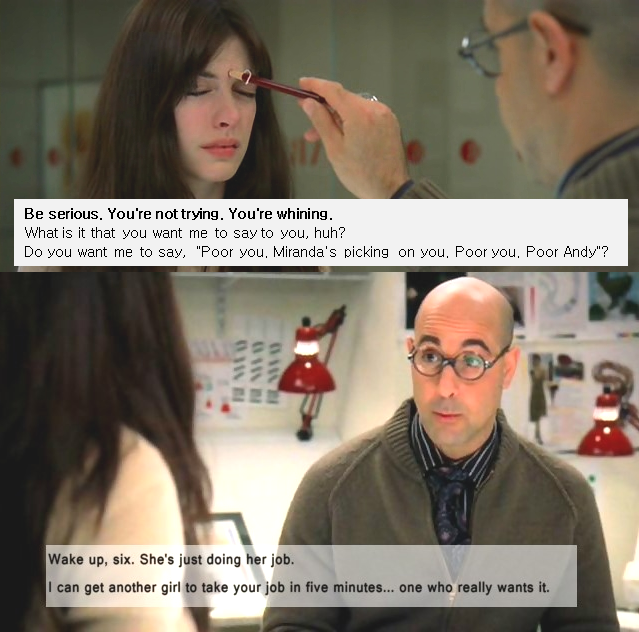 Be serious. You're not trying. You're whining.
What is it that you want me to say to you, huh?
Do you want me to say, "Poor you, Miranda's picking on you, Poor you, Poor Andy"?
Wake up, six. She's just doing her job.
I can get another girl to take your job in five minutes... one who really wants it.